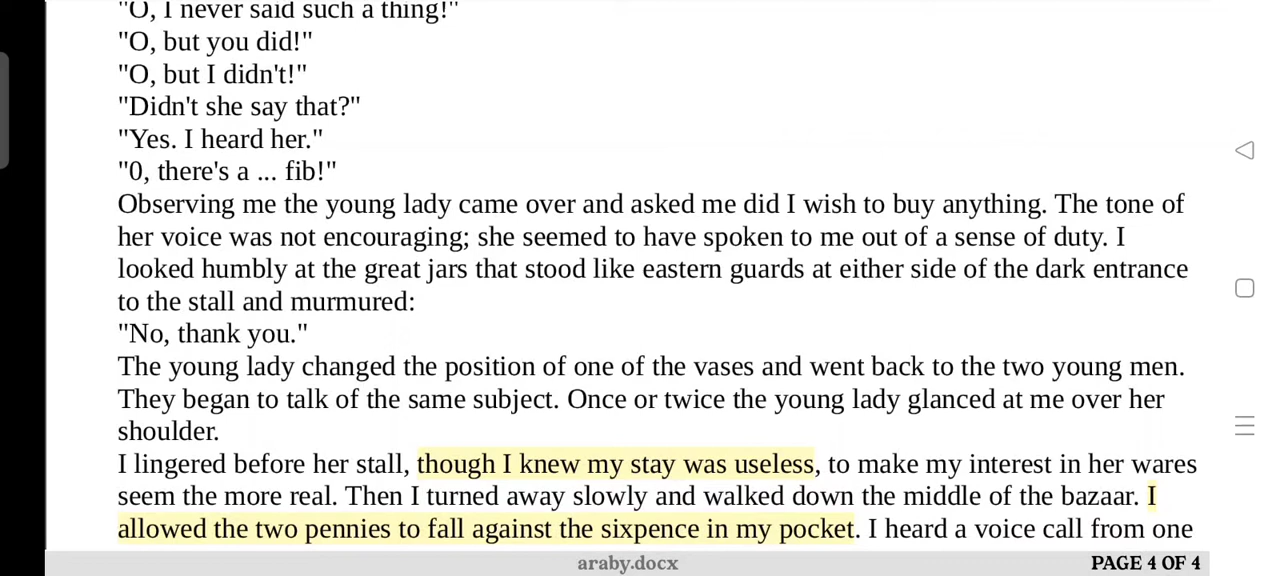 "O, I never said such a thing!"
"O, but you did!"
"O, but I didn't!"
"Didn't she say that?"
"Yes. I heard her."
"0, there's a ... fib!"
Observing me the young lady came over and asked me did I wish to buy anything. The tone of
her voice was not encouraging; she seemed to have spoken to me out of a sense of duty. I
looked humbly at the great jars that stood like eastern guards at either side of the dark entrance
to the stall and murmured:
"No, thank you."
The young lady changed the position of one of the vases and went back to the two young men.
They began to talk of the same subject. Once or twice the young lady glanced at me over her
shoulder.
I lingered before her stall, though I knew my stay was useless, to make my interest in her wares
seem the more real. Then I turned away slowly and walked down the middle of the bazaar. I
allowed the two pennies to fall against the sixpence in my pocket. I heard a voice call from one
araby.docx
PAGE 4 OF 4